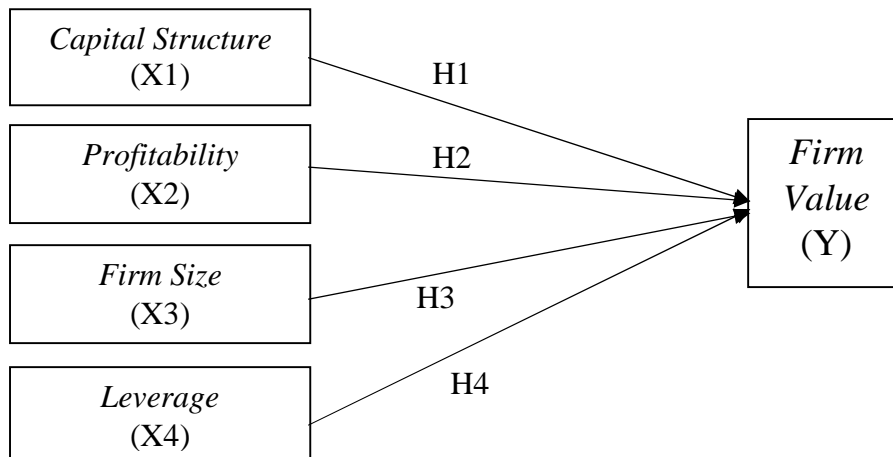 Capital Structure
(X1)
H1
Profitability
(X2)
H2
Firm Size
(X3)
H3
Leverage
(X4)
H4
Firm
Value
(Y)